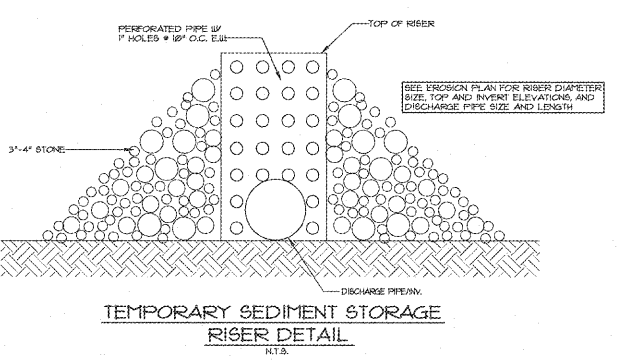 PERFORATED PIPE W/
1" HOLES @ 10" O.C. E.W.
TOP OF RISER
SEE EROSION PLAN FOR RISER DIAMETER
SIZE, TOP AND INVERT ELEVATIONS, AND
DISCHARGE PIPE SIZE AND LENGTH
3"-4" STONE
DISCHARGE PIPE/INV.
TEMPORARY SEDIMENT STORAGE
RISER DETAIL
N.T.S.